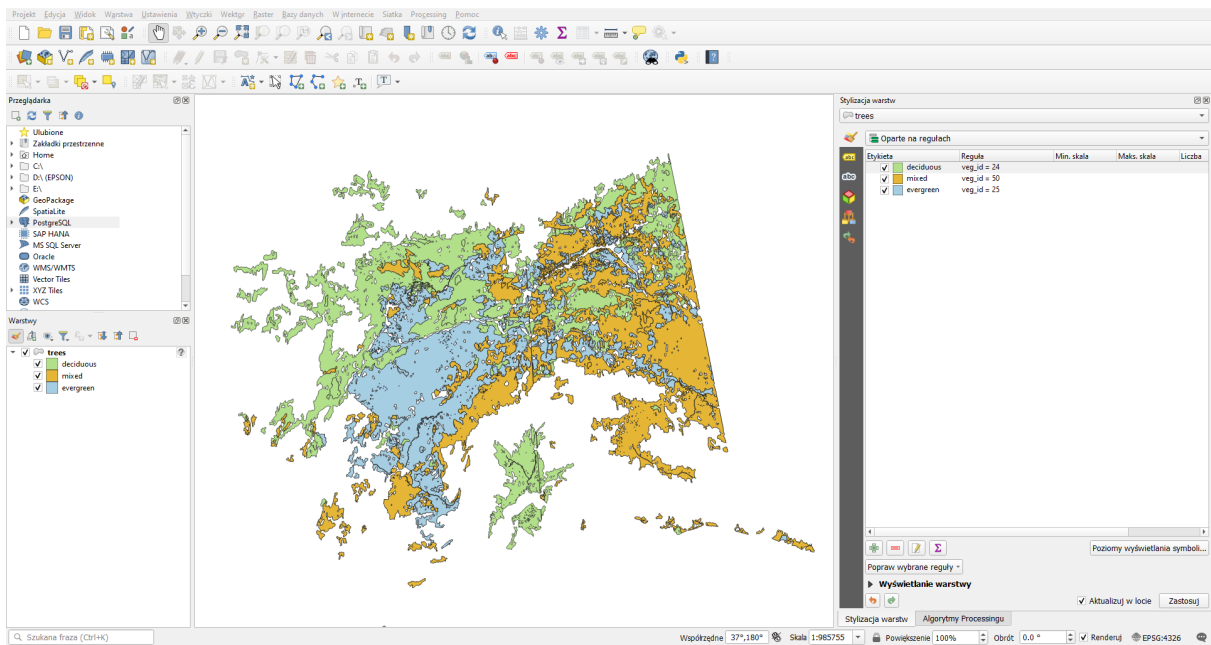 Projekt Edycja Widok Warstwa Ustawienia Wtyczki Wektor Raster Bazy danych W internecie Siatka Processing Pomoc
Przeglądarka
Ulubione
Zakładki przestrzenne
Home
C:\
D:\ (EPSON)
E:\
GeoPackage
SpatiaLite
PostgreSQL
SAP HANA
MS SQL Server
Oracle
WMS/WMTS
Vector Tiles
XYZ Tiles
WCS
Warstwy
trees
deciduous
mixed
evergreen
Stylizacja warstw
trees
Oparte na regułach
Etykieta Reguła Min. skala Maks. skala Liczba
deciduous veg_id = 24
mixed veg_id = 50
evergreen veg_id = 25
Poziomy wyświetlania symboli...
Popraw wybrane reguły
Wyświetlanie warstwy
Aktualizuj w locie Zastosuj
Stylizacja warstw Algorytmy Processingu
Szukana fraza (Ctrl+K) Współrzędne 37°,180° Skala 1:985755 Powiększenie 100% Obrót 0.0 ° Renderuj EPSG:4326